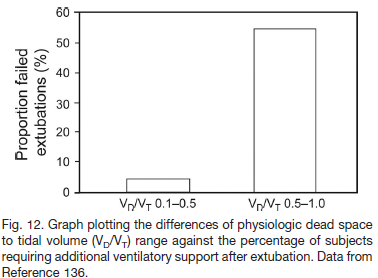 Proportion failed
extubations (%)
60
50
40
30
20
10
0
VD/VT 0.1–0.5 VD/VT 0.5–1.0
Fig. 12. Graph plotting the differences of physiologic dead space
to tidal volume (VD/VT) range against the percentage of subjects
requiring additional ventilatory support after extubation. Data from
Reference 136.